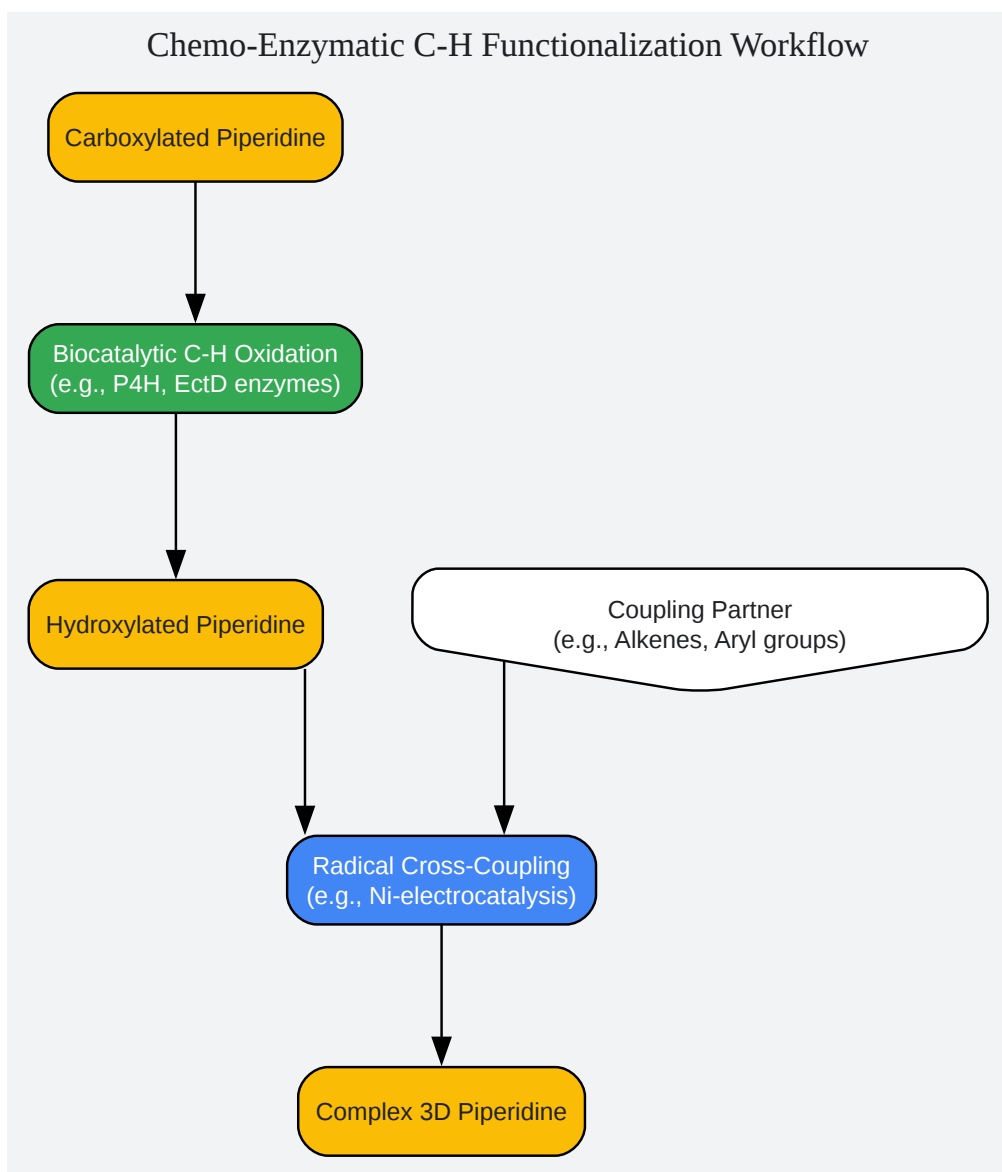 Chemo-Enzymatic C-H Functionalization Workflow
Carboxylated Piperidine
Biocatalytic C-H Oxidation
(e.g., P4H, EctD enzymes)
Hydroxylated Piperidine
Coupling Partner
(e.g., Alkenes, Aryl groups)
Radical Cross-Coupling
(e.g., Ni-electrocatalysis)
Complex 3D Piperidine